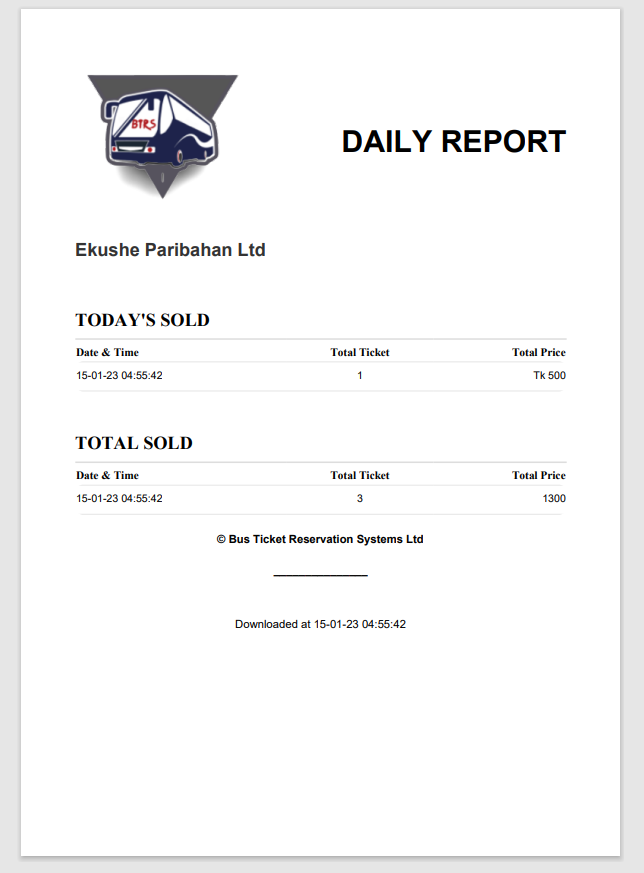 BTRS
DAILY REPORT
Ekushe Paribahan Ltd
TODAY'S SOLD
Date & Time Total Ticket Total Price
15-01-23 04:55:42 1 Tk 500
TOTAL SOLD
Date & Time Total Ticket Total Price
15-01-23 04:55:42 3 1300
© Bus Ticket Reservation Systems Ltd
Downloaded at 15-01-23 04:55:42